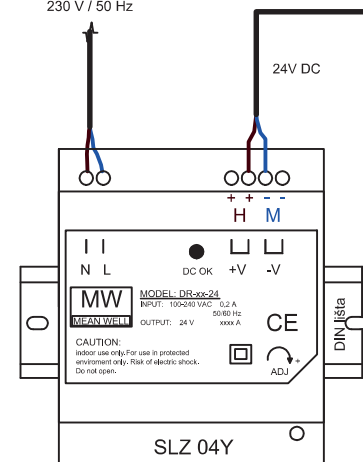 230 V / 50 Hz
24V DC
+ + - -
H M
N L
DC OK
+V -V
MW
MEAN WELL
MODEL: DR-xx-24
INPUT: 100-240 VAC 0,2 A
50/60 Hz
OUTPUT: 24 V xxxx A
CE
CAUTION:
indoor use only.For use in protected
enviroment only. Risk of electric shock.
Do not open.
+
ADJ
DIN lišta
SLZ 04Y